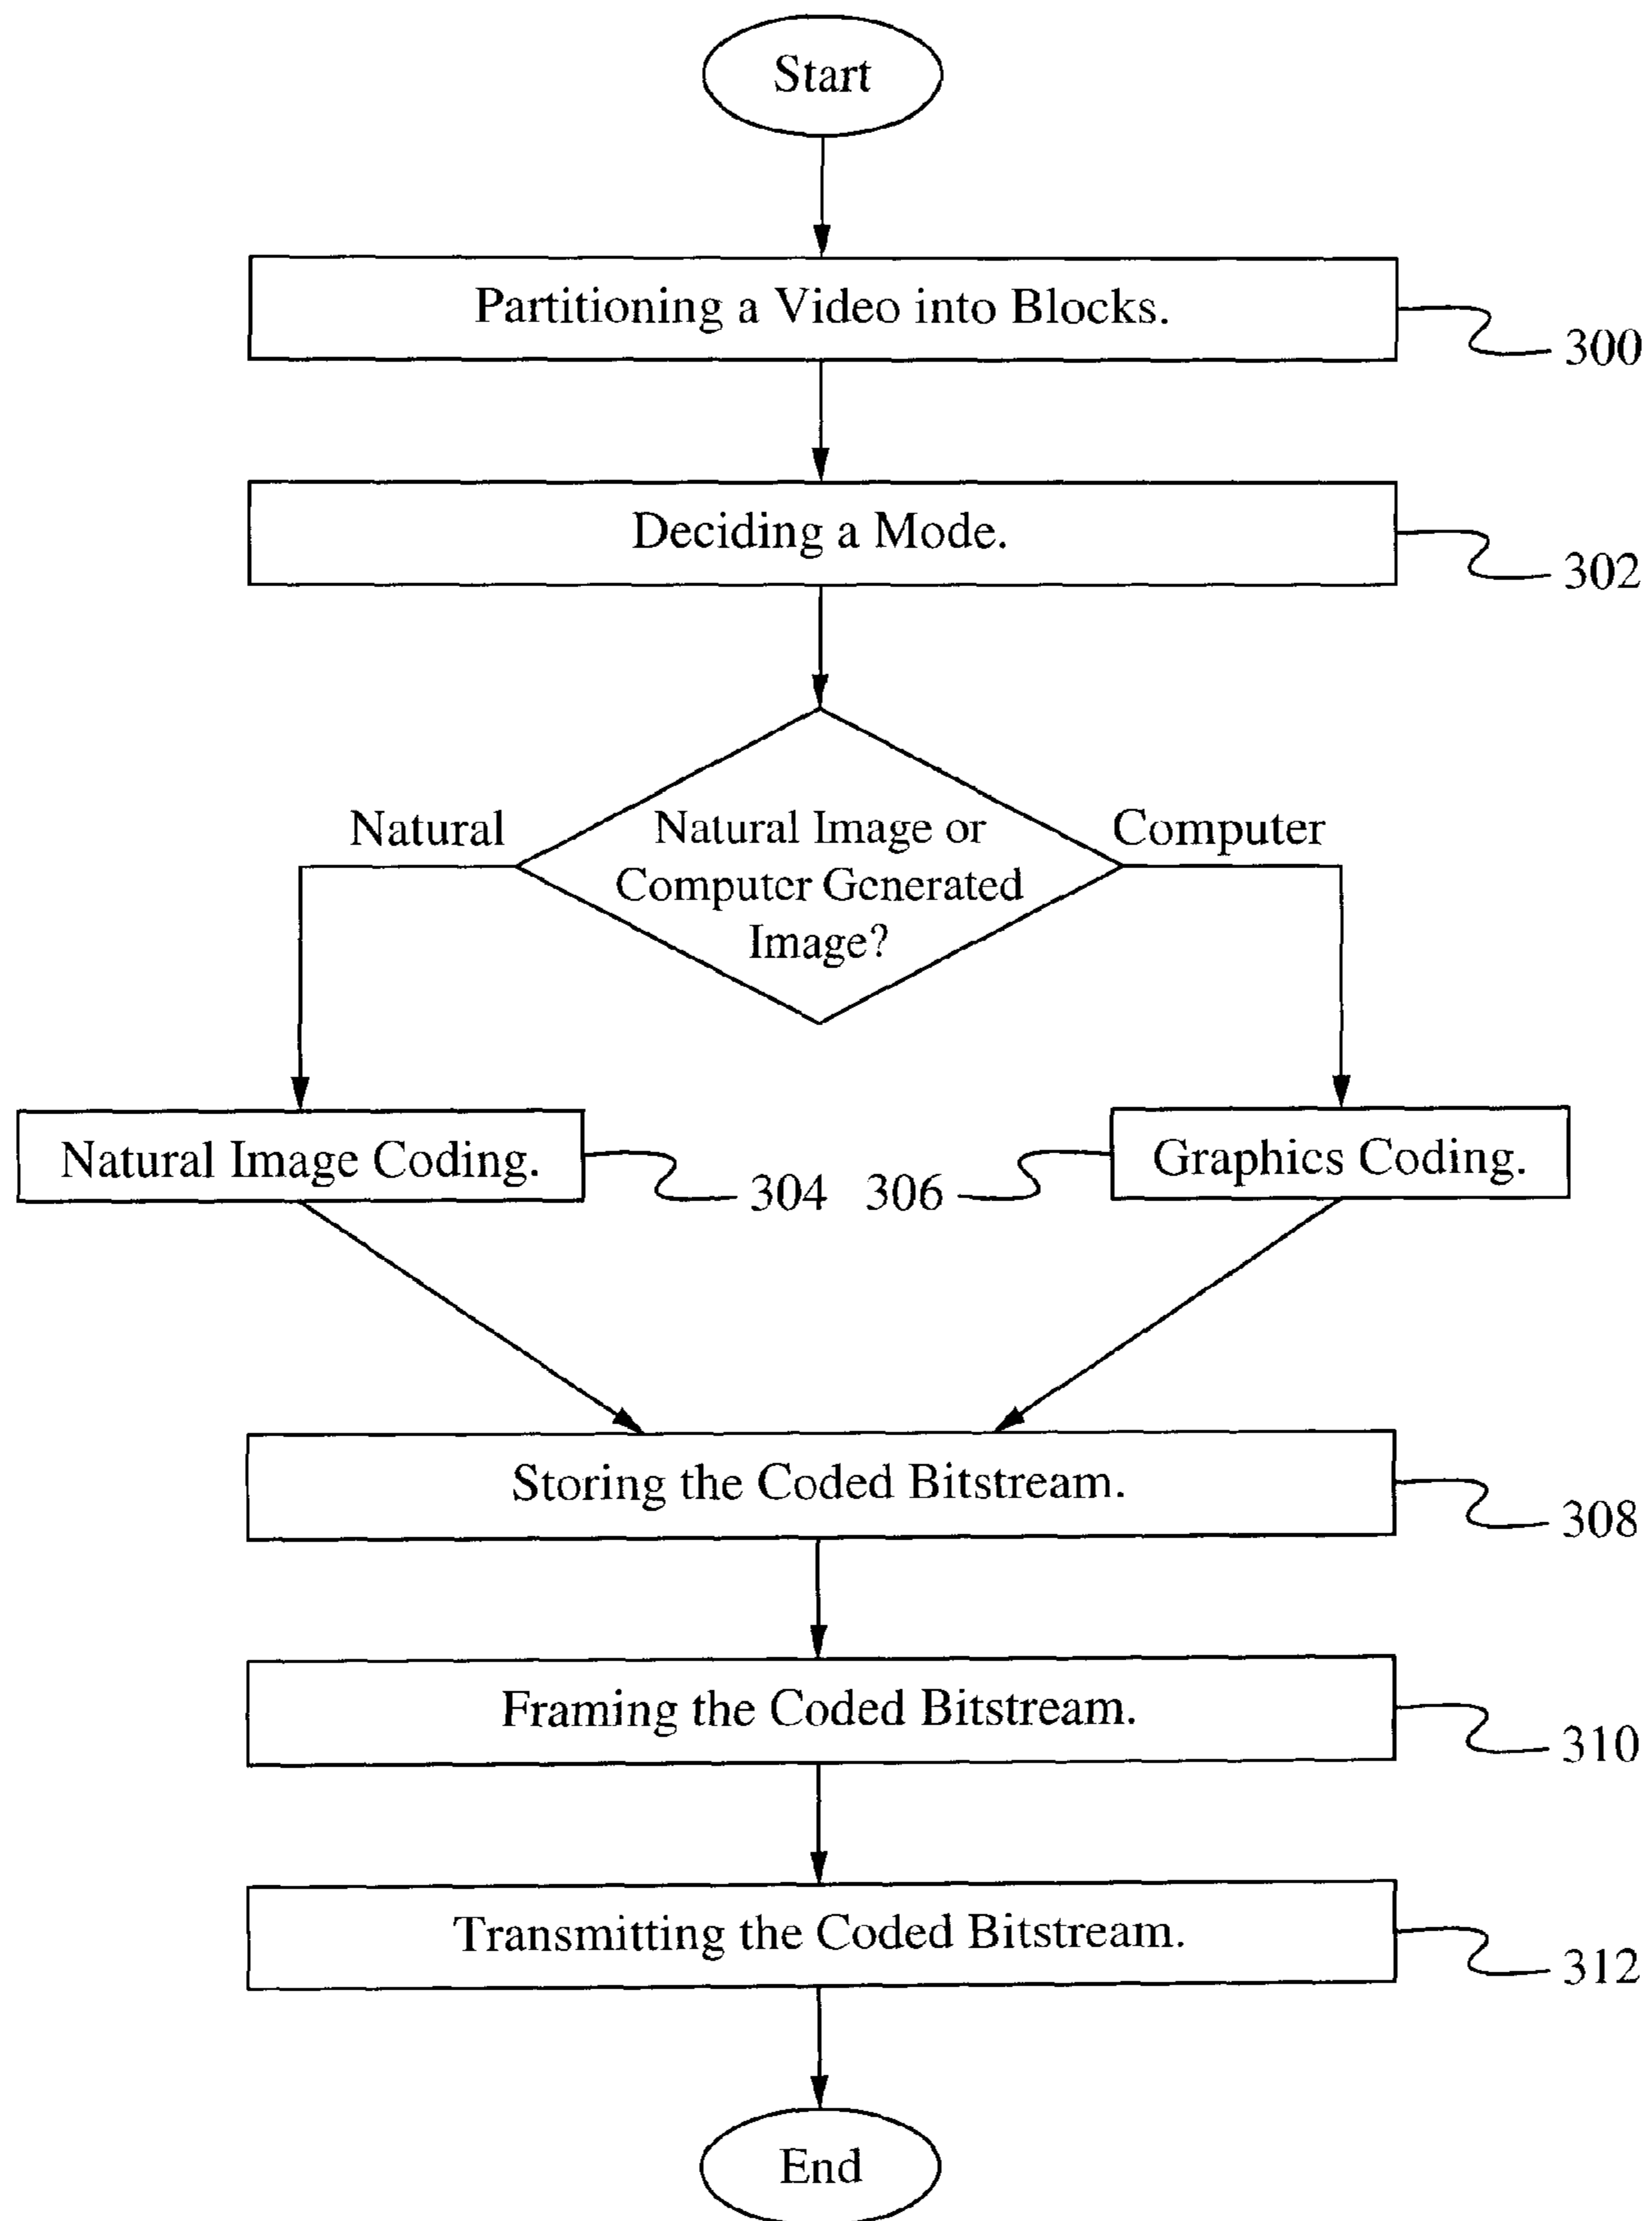 Start
Partitioning a Video into Blocks.
300
Deciding a Mode.
302
Natural
Natural Image or
Computer Generated
Image?
Computer
Natural Image Coding.
304
306
Graphics Coding.
Storing the Coded Bitstream.
308
Framing the Coded Bitstream.
310
Transmitting the Coded Bitstream.
312
End